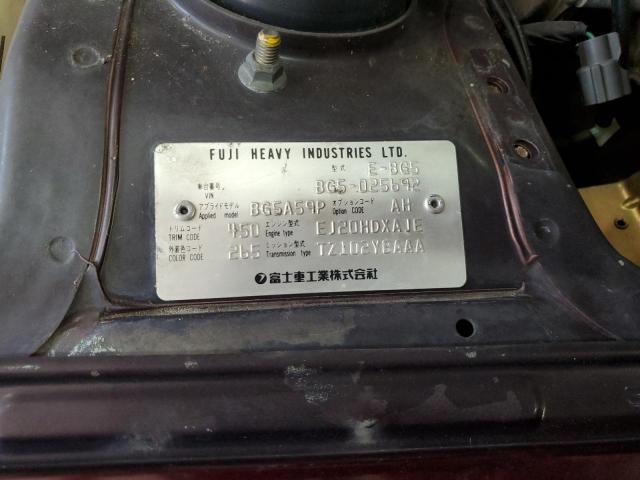 FUJI HEAVY INDUSTRIES LTD.
型式 E-BG5
車台番号. VIN BG5-025692
アプライドモデル Applied model BG5A59P オプションコード Option CODE AH
トリムコード TRIM CODE 450 エンジン型式 Engine type EJ20HDXAJE
外装色コード COLOR CODE 265 ミッション型式 Transmission type TZ102YBAAA
富士重工業株式会社